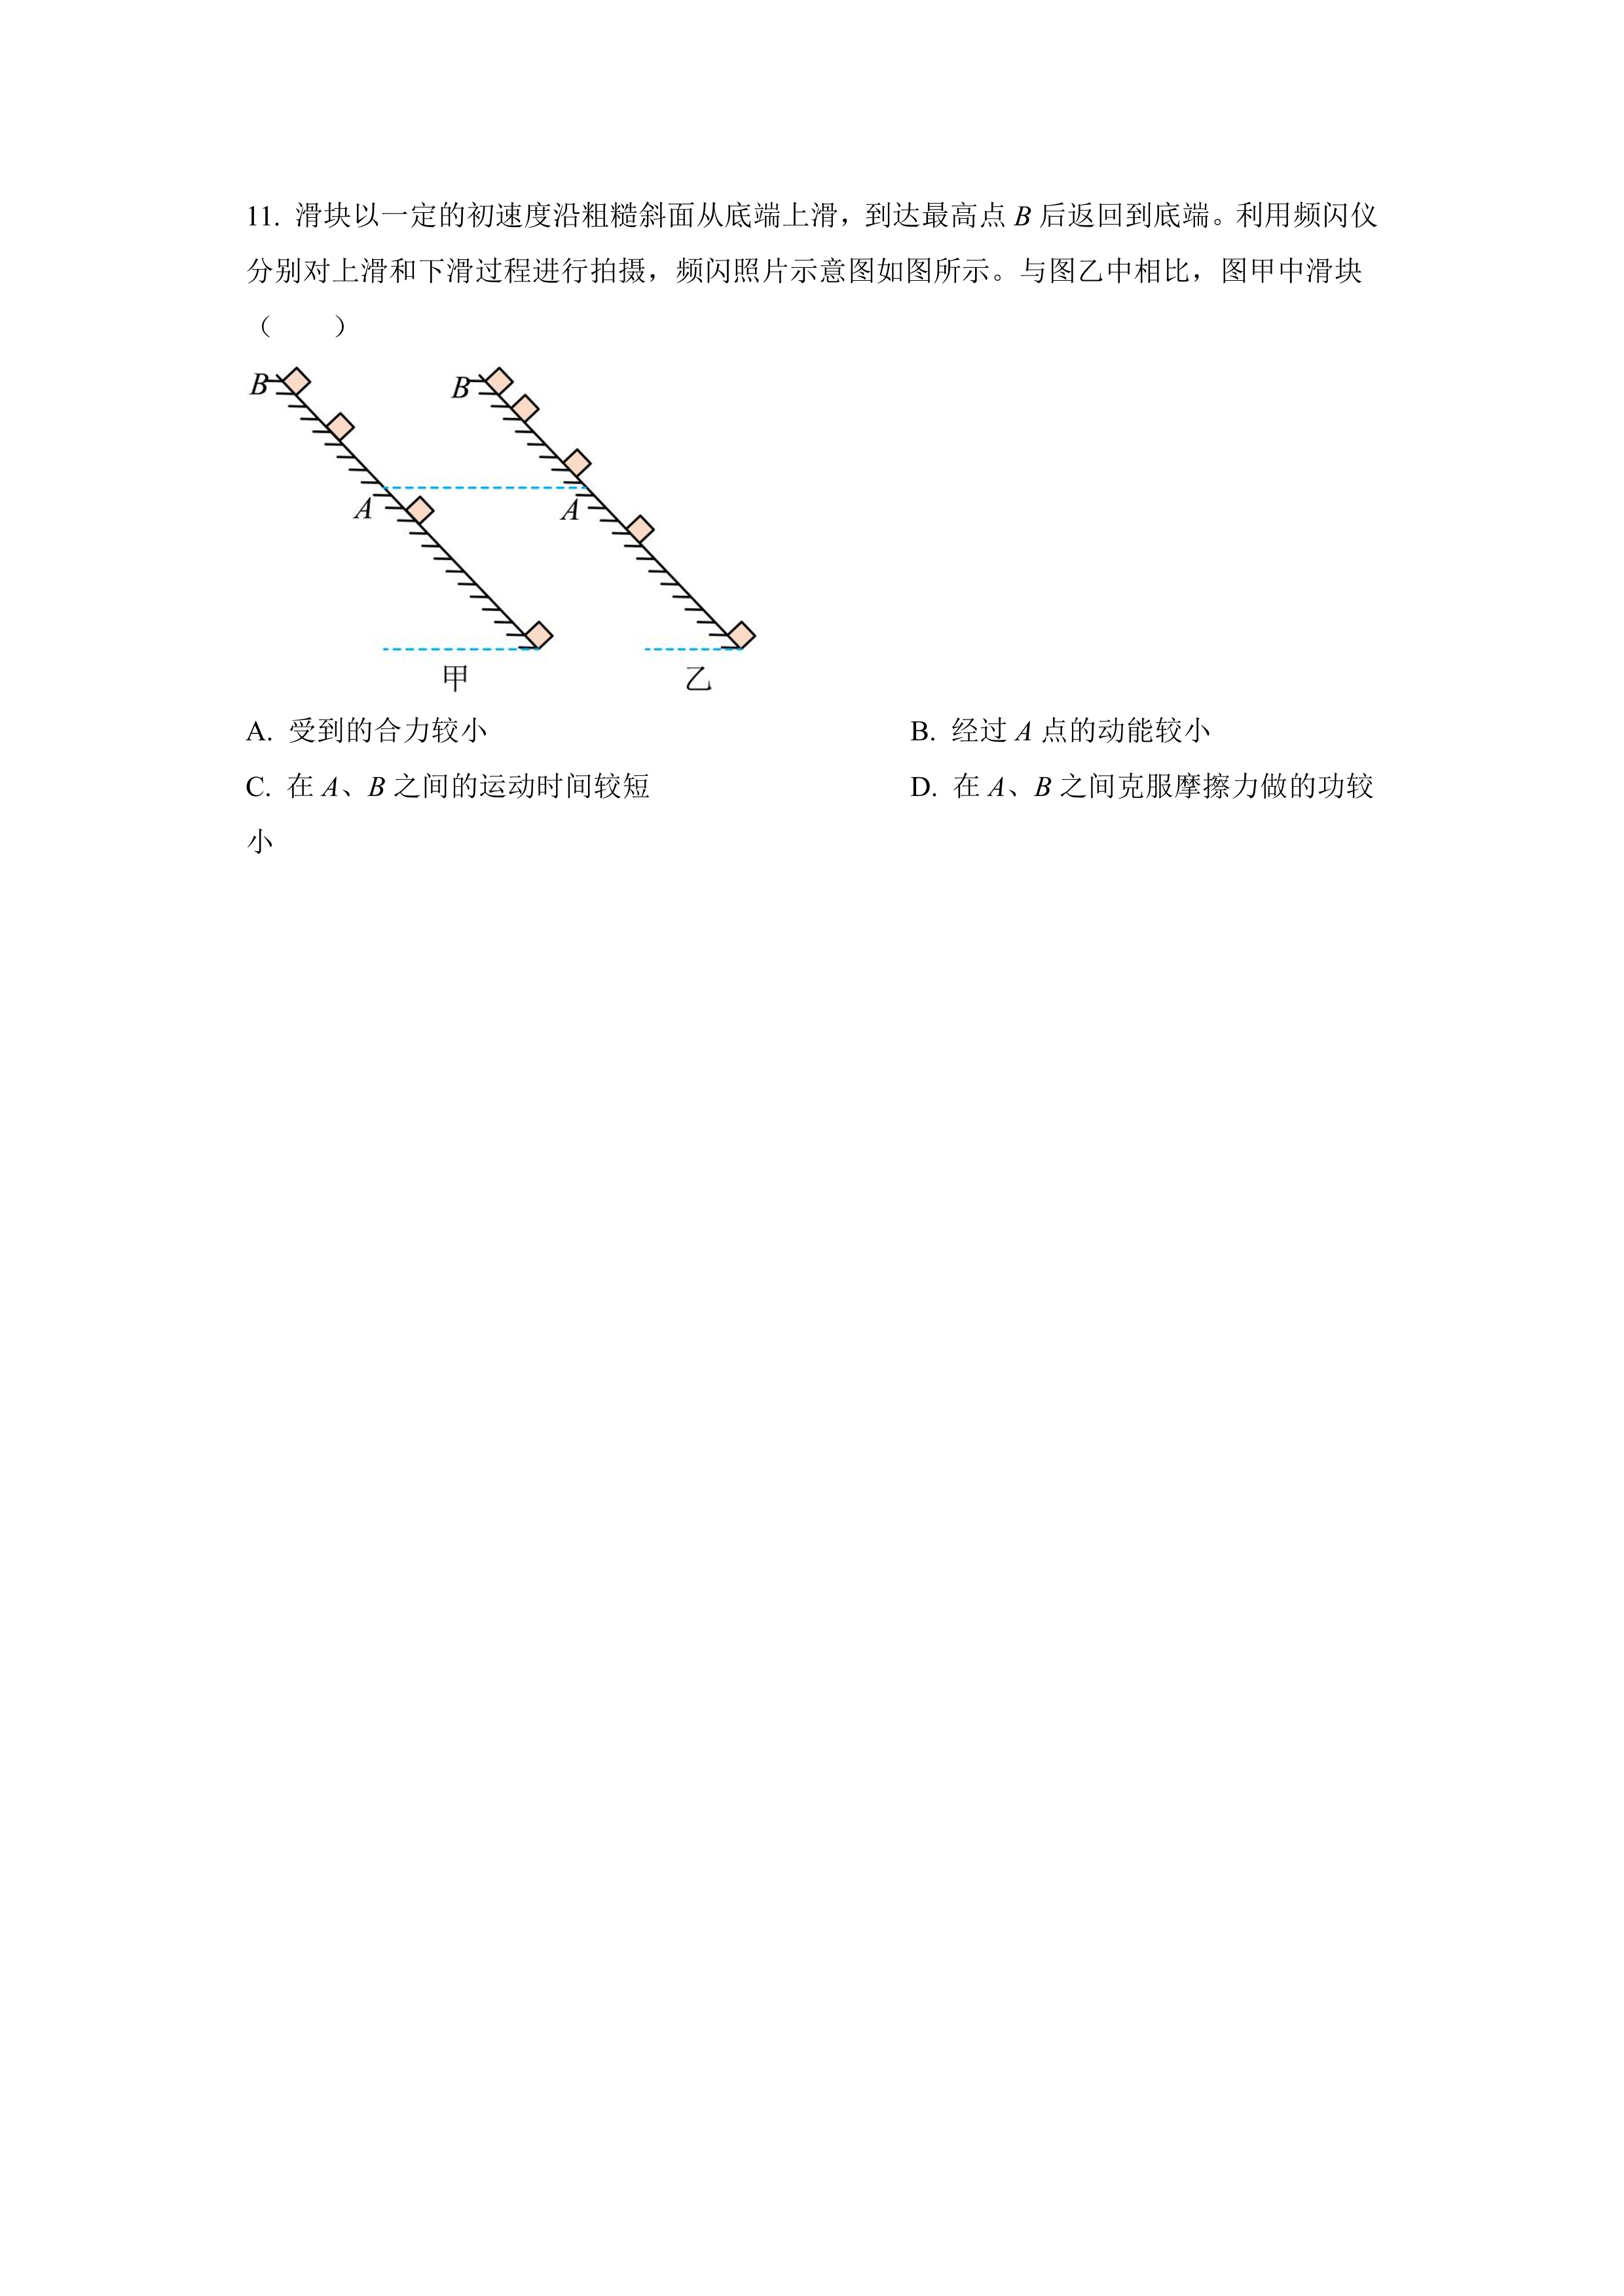 11. 滑块以一定的初速度沿粗糙斜面从底端上滑，到达最高点 B 后返回到底端。利用频闪仪
分别对上滑和下滑过程进行拍摄，频闪照片示意图如图所示。与图乙中相比，图甲中滑块
（　　）
B B
A A
甲 乙
A. 受到的合力较小 B. 经过 A 点的动能较小
C. 在 A、B 之间的运动时间较短 D. 在 A、B 之间克服摩擦力做的功较
小